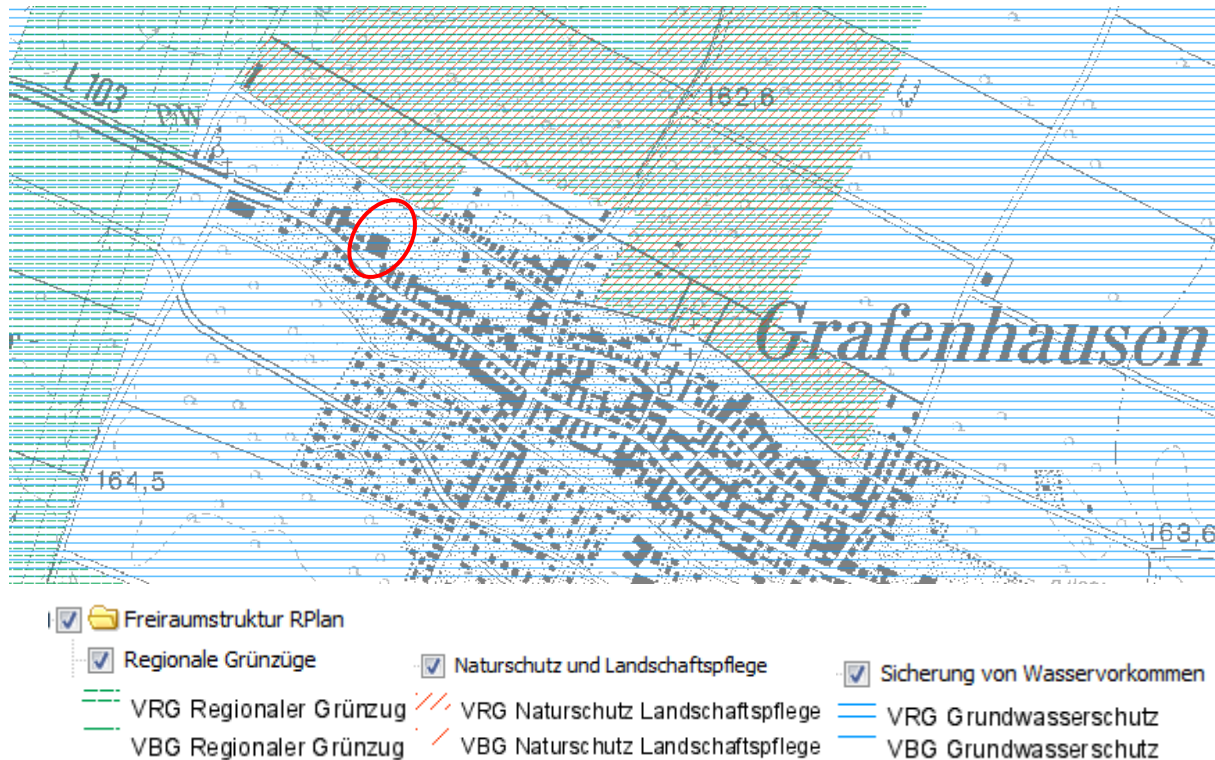 L 103
PW
162,6
Grafenhausen
164,5
163,6
Freiraumstruktur RPlan
Regionale Grünzüge
Naturschutz und Landschaftspflege
Sicherung von Wasservorkommen
VRG Regionaler Grünzug
VRG Naturschutz Landschaftspflege
VRG Grundwasserschutz
VBG Regionaler Grünzug
VBG Naturschutz Landschaftspflege
VBG Grundwasserschutz